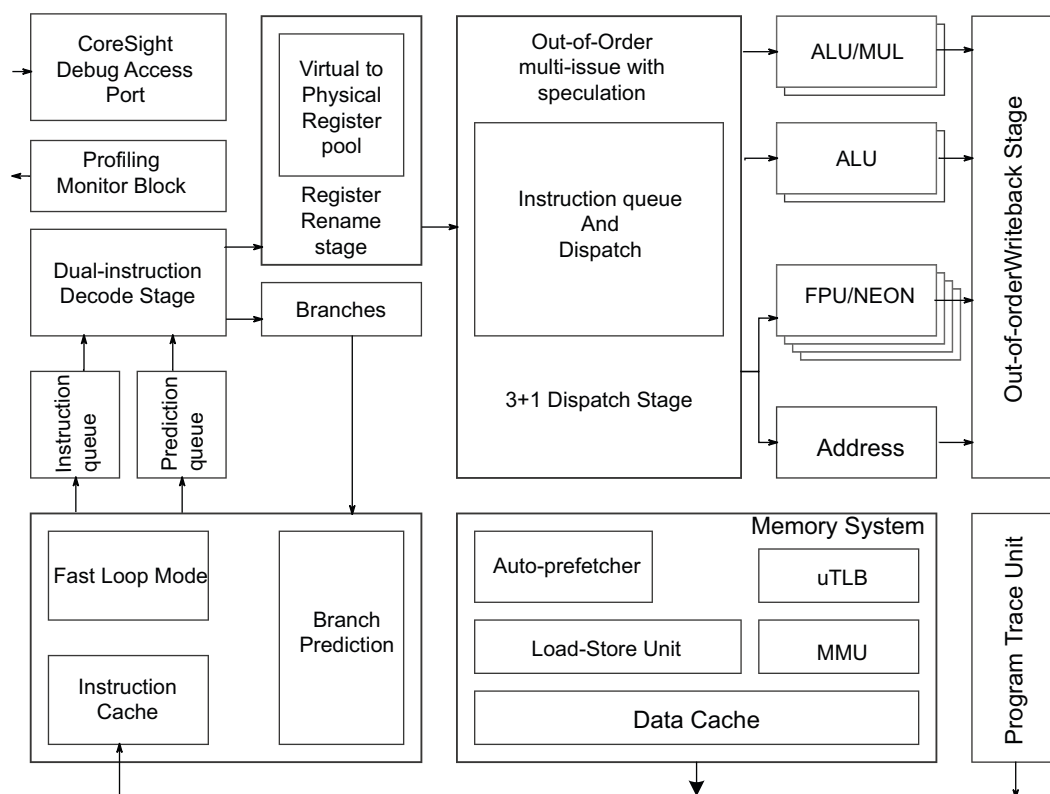 CoreSight
Debug Access
Port
Profiling
Monitor Block
Dual-instruction
Decode Stage
Instruction
queue
Prediction
queue
Virtual to
Physical
Register
pool
Register
Rename
stage
Branches
Out-of-Order
multi-issue with
speculation
Instruction queue
And
Dispatch
3+1 Dispatch Stage
ALU/MUL
ALU
FPU/NEON
Address
Out-of-orderWriteback Stage
Fast Loop Mode
Instruction
Cache
Branch
Prediction
Memory System
Auto-prefetcher
uTLB
Load-Store Unit
MMU
Data Cache
Program Trace Unit